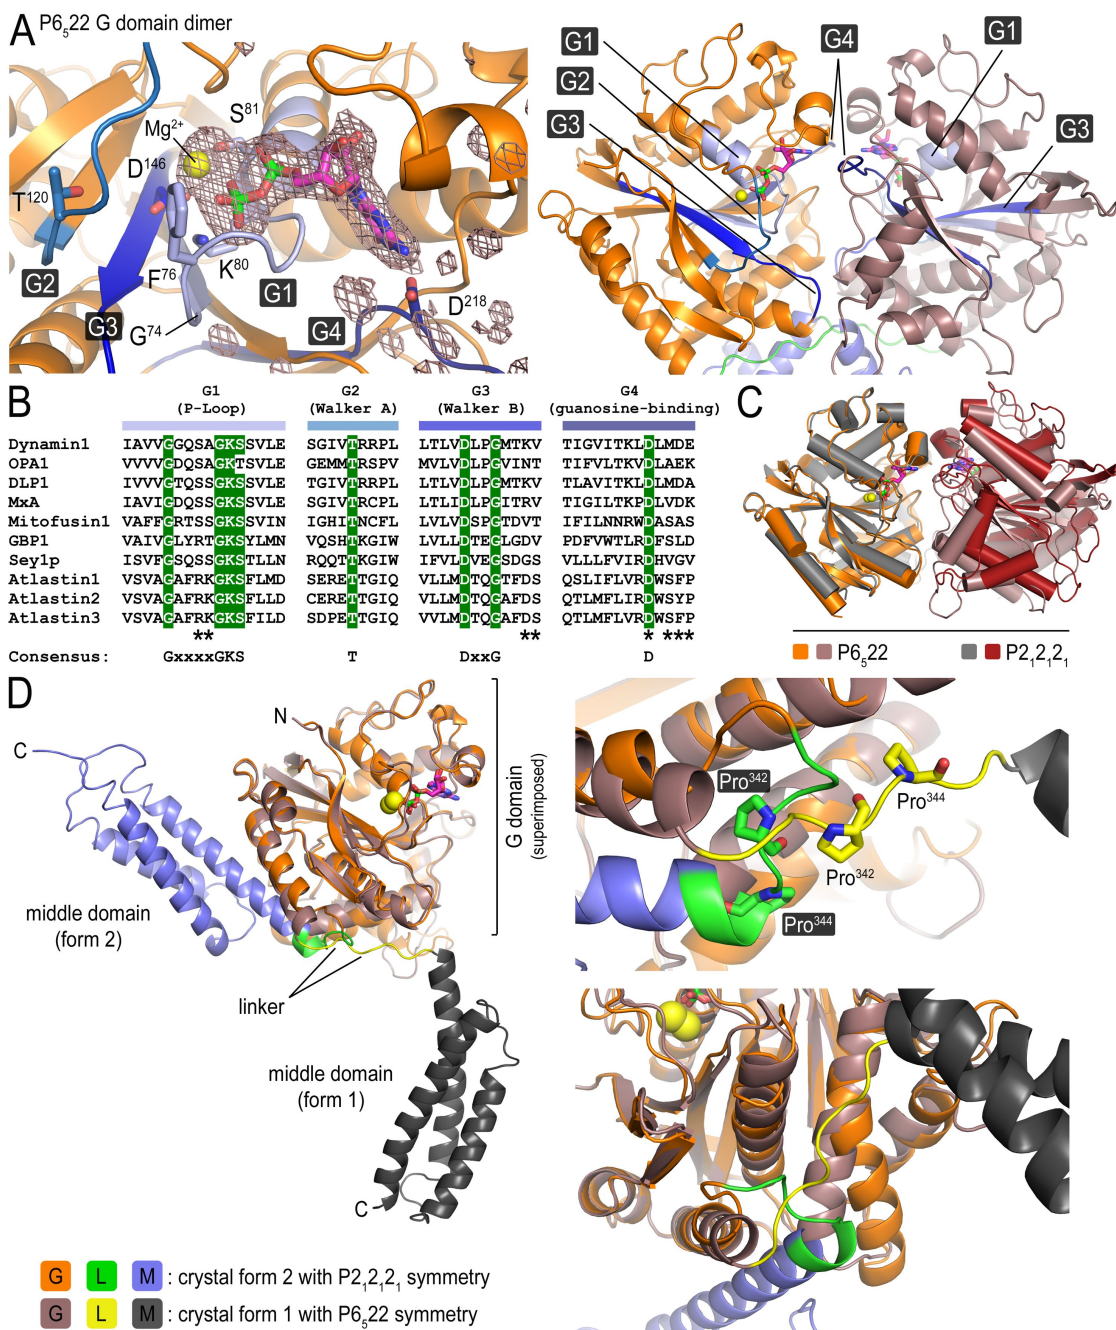 A P6₅22 G domain dimer
S⁸¹
Mg²⁺
D¹⁴⁶
T¹²⁰
G2
F⁷⁶
K⁸⁰
G1
G3
G⁷⁴
G4
D²¹⁸
G1
G2
G3
G4
G1
G3
B
G1 G2 G3 G4
(P-Loop) (Walker A) (Walker B) (guanosine-binding)
Dynamin1 IAVVGGQSAGKSSVLE SGIVTRRPL LTLVDLPGMTKV TIGVITKLDLMDE
OPA1 VVVVGDQSAGKTSVLE GEMMTRSPV MVLVDLPGVINT TIFVLTKVDLAEK
DLP1 VVVVGTQSSGKSSVLE TGIVTRRPL LTLVDLPGMTKV TLAVITKLDLMDA
MxA IAVIGDQSSGKSSVLE SGIVTRCPL LTLIDLPGITRV TIGILTKPDLVDK
Mitofusin1 VAFFGRTSSGKSSVIN IGHITNCFL LVLVDSPGTDVT IFILNNRWDASAS
GBP1 VAIVGLYRTGKSYLMN VQSHTKGIW LVLLDTEGLGDV PDFVWTLRDFSLD
Sey1p ISVFGSQSSGKSTLLN RQQTTKGIW IFVLDVEGSDGS VLLLFVIRDHVGV
Atlastin1 VSVAGAFRKGKSFLMD SERETTGIQ VLLMDTQGTFDS QSLIFLVRDWSFP
Atlastin2 VSVAGAFRKGKSFLLD CERETTGIQ VVLMDTQGAFDS QTLMFLIRDWSYP
Atlastin3 VSVAGAFRKGKSFILD SDPETTGIQ VLLMDTQGAFDS QTLMFLVRDWSFP
** ** * ***
Consensus: GxxxxGKS T DxxG D
C
P6₅22 P2₁2₁2₁
D
N
C
G domain
(superimposed)
middle domain
(form 2)
linker
middle domain
(form 1)
C
Pro³⁴²
Pro³⁴⁴
Pro³⁴²
Pro³⁴⁴
G L M : crystal form 2 with P2₁2₁2₁ symmetry
G L M : crystal form 1 with P6₅22 symmetry